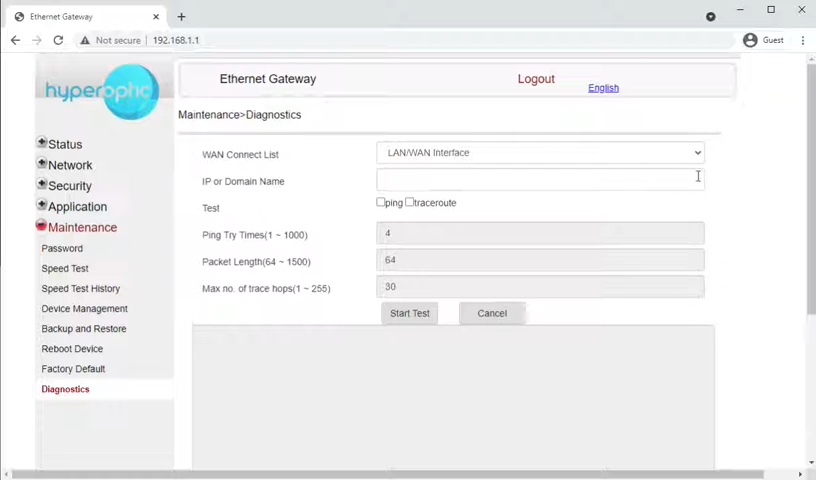 Ethernet Gateway
Not secure | 192.168.1.1
Guest
hyperoptic
Ethernet Gateway
Logout
English
Maintenance>Diagnostics
Status
Network
Security
Application
Maintenance
Password
Speed Test
Speed Test History
Device Management
Backup and Restore
Reboot Device
Factory Default
Diagnostics
WAN Connect List
LAN/WAN Interface
IP or Domain Name
Test
ping
traceroute
Ping Try Times(1 ~ 1000)
4
Packet Length(64 ~ 1500)
64
Max no. of trace hops(1 ~ 255)
30
Start Test
Cancel